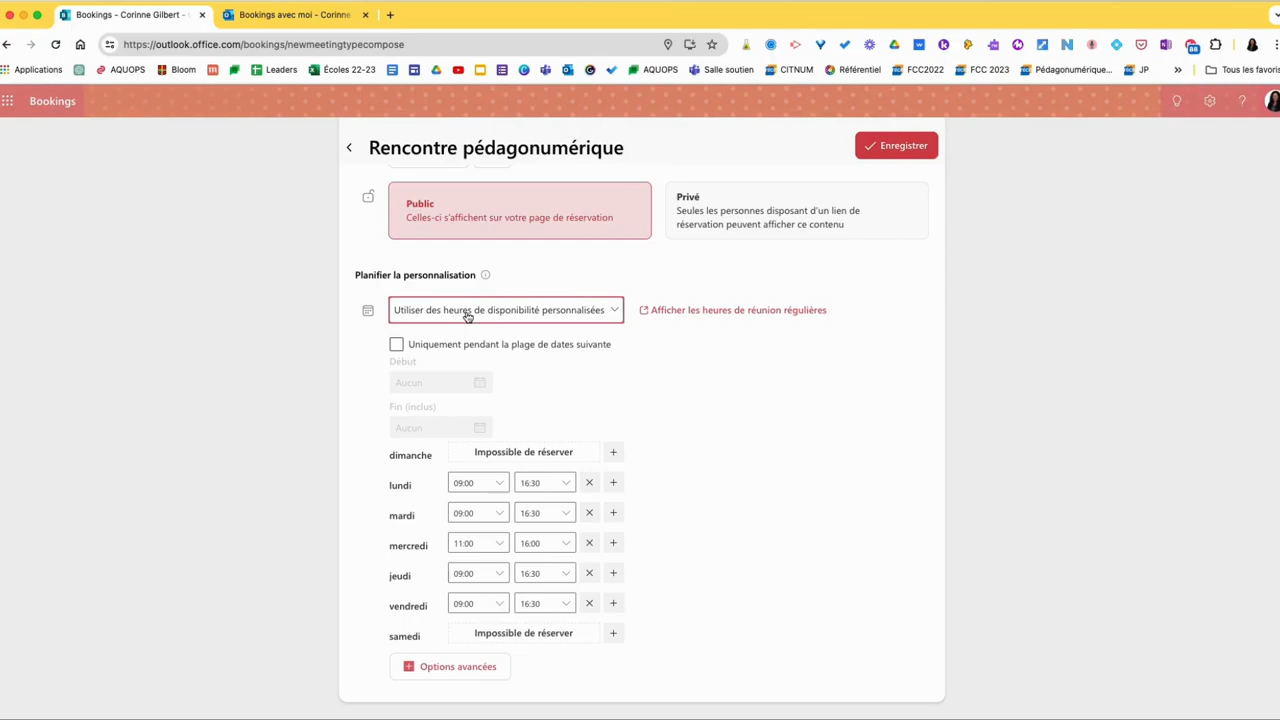 Bookings - Corinne Gilbert -
Bookings avec moi - Corinne
https://outlook.office.com/bookings/newmeetingtypecompose
Applications AQUOPS Bloom Leaders Écoles 22-23 AQUOPS Salle soutien CITNUM Référentiel FCC2022 FCC 2023 Pédagonumérique... JP Tous les favoris
Bookings
Rencontre pédagonumérique
Enregistrer
Public
Celles-ci s'affichent sur votre page de réservation
Privé
Seules les personnes disposant d'un lien de
réservation peuvent afficher ce contenu
Planifier la personnalisation
Utiliser des heures de disponibilité personnalisées
Afficher les heures de réunion régulières
Uniquement pendant la plage de dates suivante
Début
Aucun
Fin (inclus)
Aucun
dimanche Impossible de réserver
lundi 09:00 16:30
mardi 09:00 16:30
mercredi 11:00 16:00
jeudi 09:00 16:30
vendredi 09:00 16:30
samedi Impossible de réserver
Options avancées